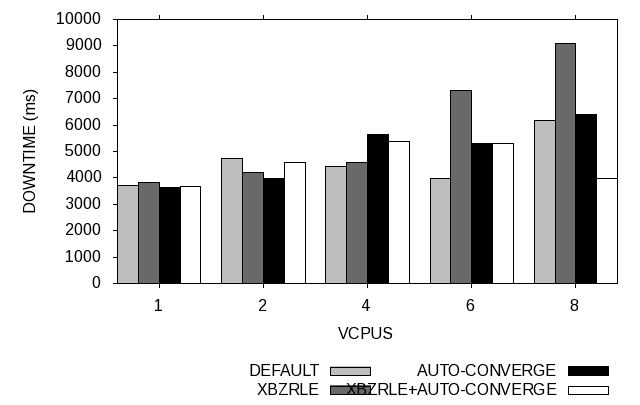 10000
9000
8000
7000
6000
5000
4000
3000
2000
1000
0
DOWNTIME (ms)
1 2 4 6 8
VCPUS
DEFAULT AUTO-CONVERGE
XBZRLE XBZRLE+AUTO-CONVERGE